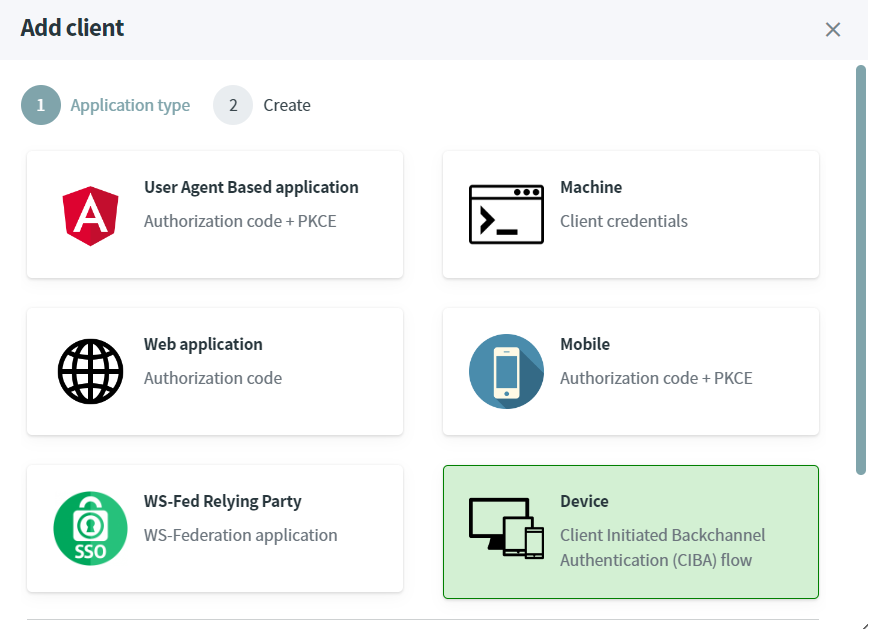 Add client
1 Application type 2 Create
User Agent Based application
Authorization code + PKCE
Machine
Client credentials
Web application
Authorization code
Mobile
Authorization code + PKCE
SSO
WS-Fed Relying Party
WS-Federation application
Device
Client Initiated Backchannel
Authentication (CIBA) flow